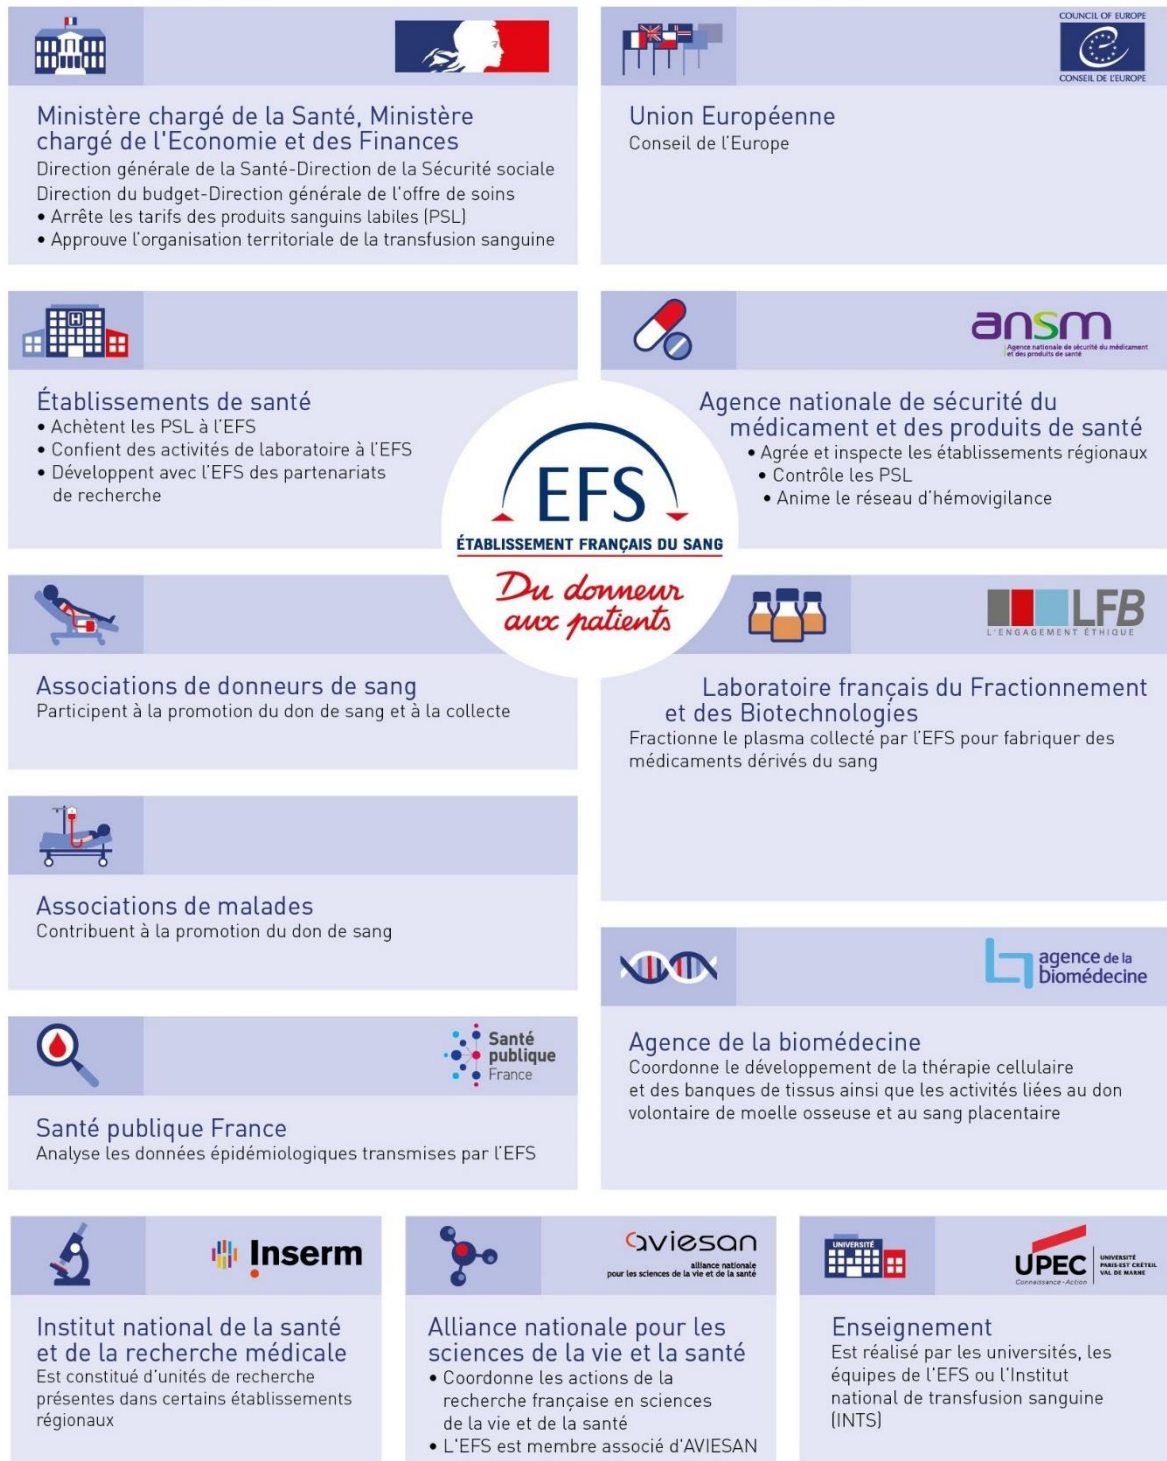 Ministère chargé de la Santé, Ministère
chargé de l'Economie et des Finances
Direction générale de la Santé-Direction de la Sécurité sociale
Direction du budget-Direction générale de l'offre de soins
• Arrête les tarifs des produits sanguins labiles (PSL)
• Approuve l'organisation territoriale de la transfusion sanguine
COUNCIL OF EUROPE
CONSEIL DE L'EUROPE
Union Européenne
Conseil de l'Europe
H
Établissements de santé
• Achètent les PSL à l'EFS
• Confient des activités de laboratoire à l'EFS
• Développent avec l'EFS des partenariats
de recherche
ansm
Agence nationale de sécurité du médicament
et des produits de santé
Agence nationale de sécurité du
médicament et des produits de santé
• Agrée et inspecte les établissements régionaux
• Contrôle les PSL
• Anime le réseau d'hémovigilance
EFS
ÉTABLISSEMENT FRANÇAIS DU SANG
Du donneur
aux patients
Associations de donneurs de sang
Participent à la promotion du don de sang et à la collecte
LFB
L'ENGAGEMENT ÉTHIQUE
Laboratoire français du Fractionnement
et des Biotechnologies
Fractionne le plasma collecté par l'EFS pour fabriquer des
médicaments dérivés du sang
Associations de malades
Contribuent à la promotion du don de sang
agence de la
biomédecine
Agence de la biomédecine
Coordonne le développement de la thérapie cellulaire
et des banques de tissus ainsi que les activités liées au don
volontaire de moelle osseuse et au sang placentaire
Santé
publique
France
Santé publique France
Analyse les données épidémiologiques transmises par l'EFS
Inserm
Institut national de la santé
et de la recherche médicale
Est constitué d'unités de recherche
présentes dans certains établissements
régionaux
aviesan
alliance nationale
pour les sciences de la vie et de la santé
Alliance nationale pour les
sciences de la vie et la santé
• Coordonne les actions de la
recherche française en sciences
de la vie et de la santé
• L'EFS est membre associé d'AVIESAN
UNIVERSITÉ
UPEC
Connaissance - Action
UNIVERSITÉ
PARIS-EST CRÉTEIL
VAL DE MARNE
Enseignement
Est réalisé par les universités, les
équipes de l'EFS ou l'Institut
national de transfusion sanguine
(INTS)